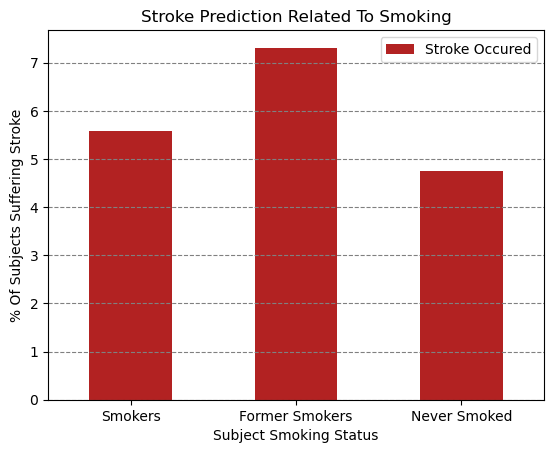 Stroke Prediction Related To Smoking
Stroke Occured
% Of Subjects Suffering Stroke
7
6
5
4
3
2
1
0
Smokers
Former Smokers
Never Smoked
Subject Smoking Status